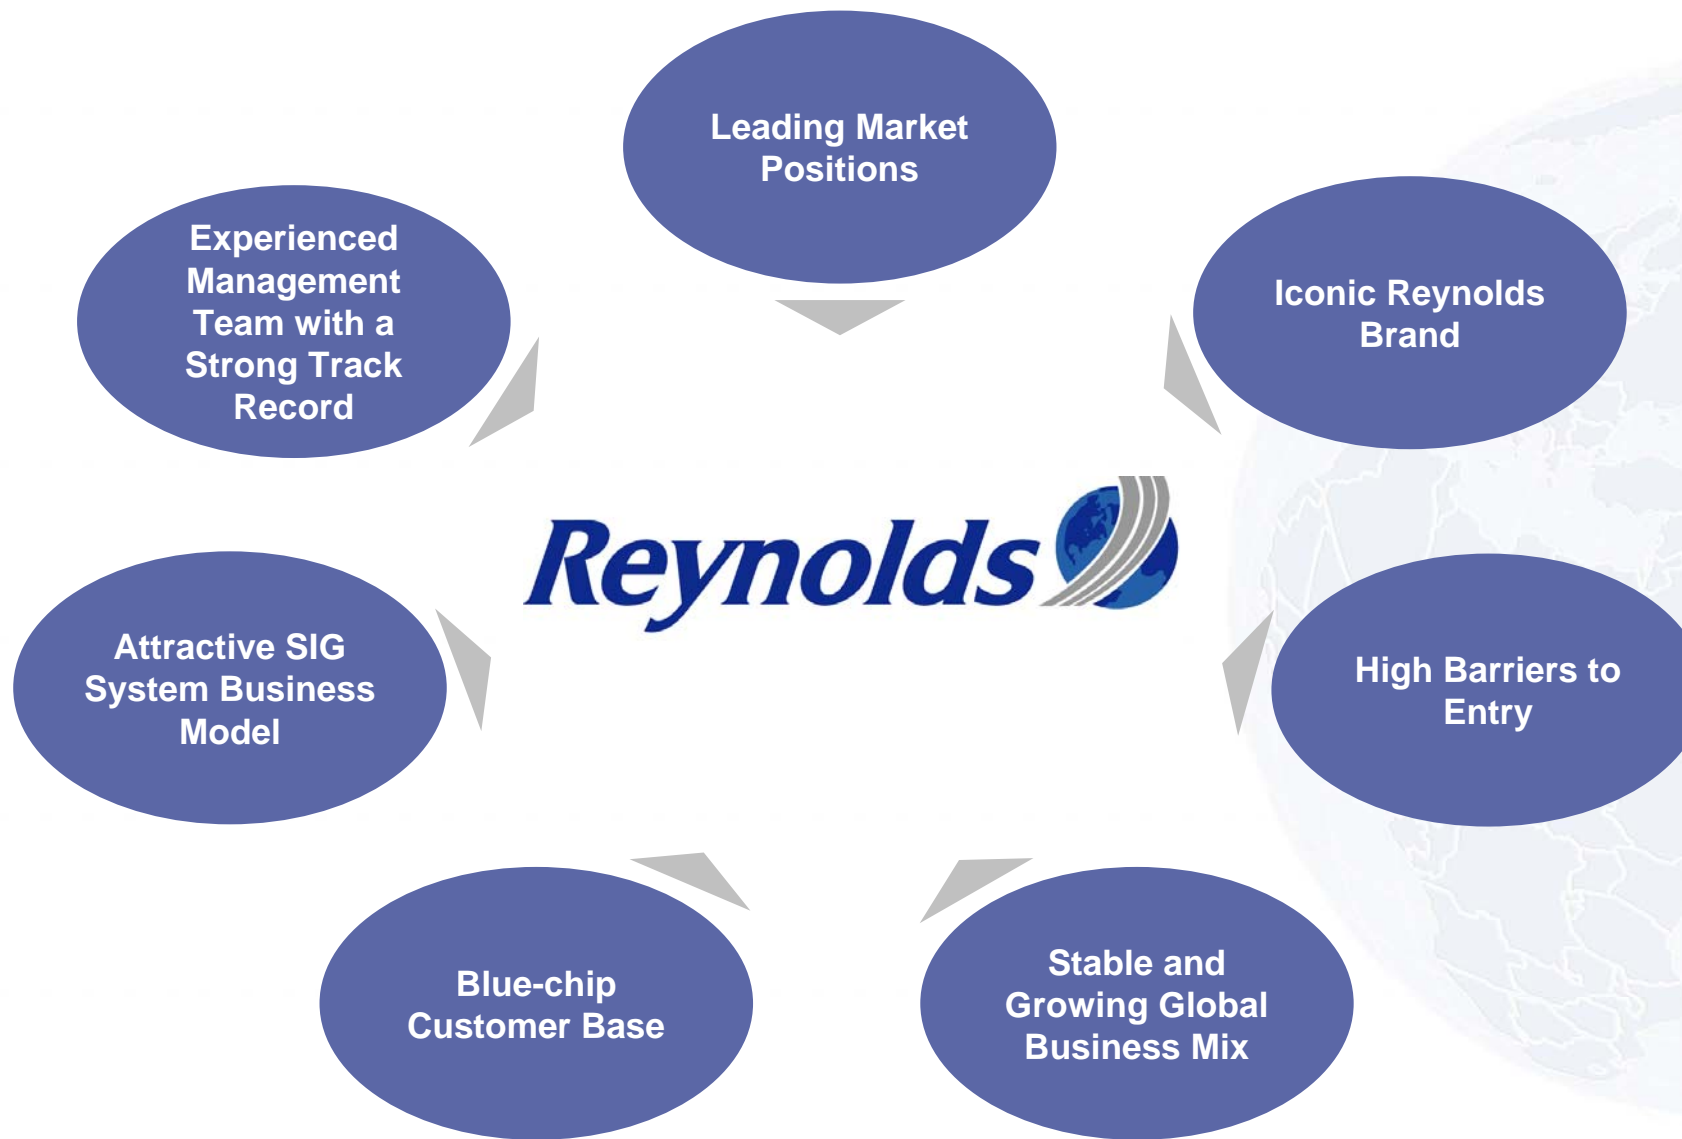 Leading Market
Positions
Experienced
Management
Team with a
Strong Track
Record
Iconic Reynolds
Brand
Reynolds
Attractive SIG
System Business
Model
High Barriers to
Entry
Blue-chip
Customer Base
Stable and
Growing Global
Business Mix